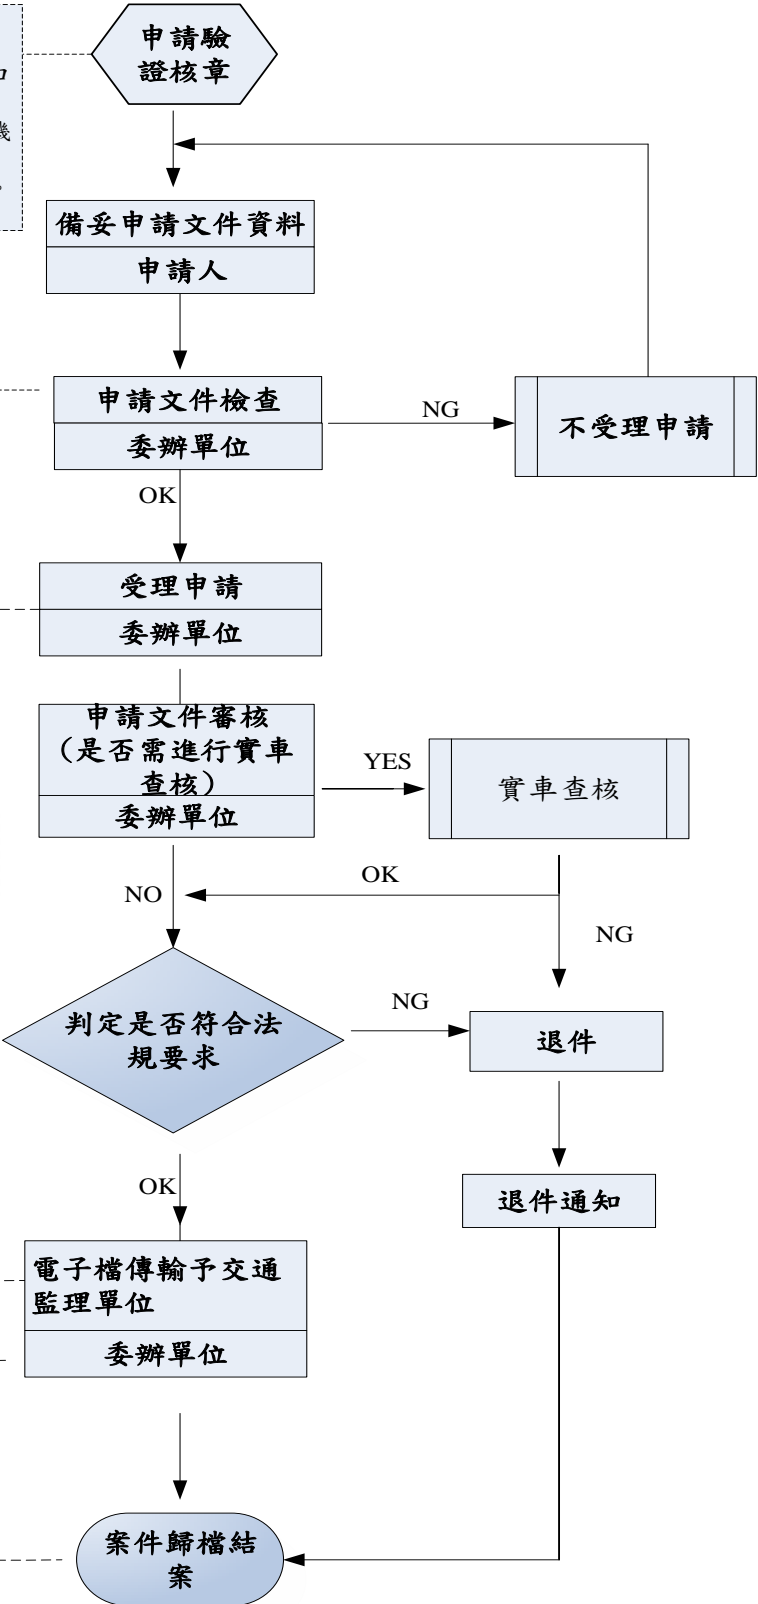 申請驗
證核章
機
備妥申請文件資料
申請人
申請文件檢查
委辦單位
NG
不受理申請
OK
受理申請
委辦單位
申請文件審核
（是否需進行實車
查核）
委辦單位
YES
實車查核
OK
NO
NG
判定是否符合法
規要求
NG
退件
OK
退件通知
電子檔傳輸予交通
監理單位
委辦單位
案件歸檔結
案